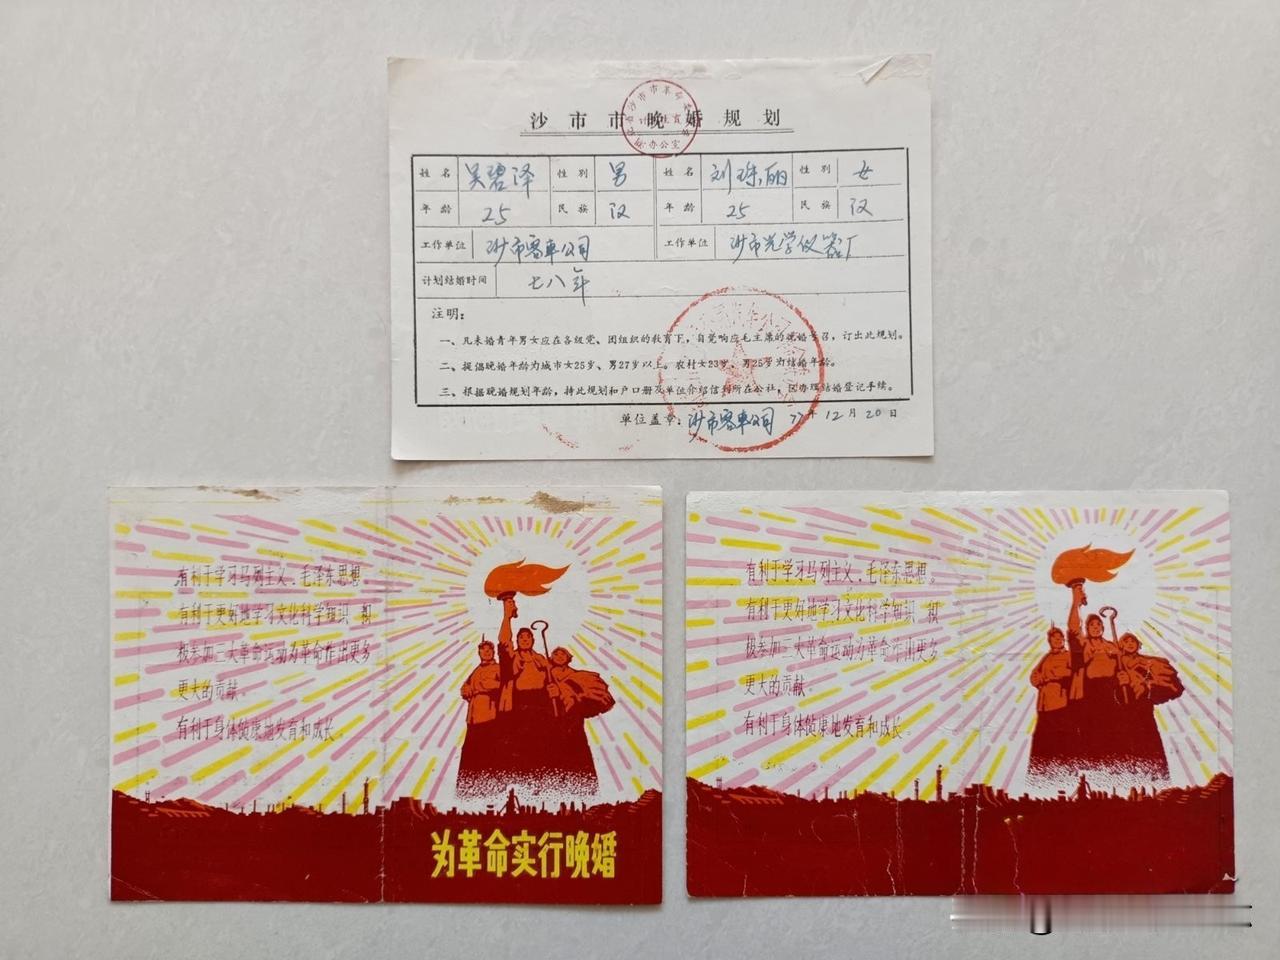 沙市市晚婚规划
姓名 吴碧泽 性别 男 姓名 刘珠丽 性别 女
年龄 25 民族 汉 年龄 25 民族 汉
工作单位 沙市客车公司 工作单位 沙市光学仪器厂
计划结婚时间 七八年
注明：
一、凡未婚青年男女应在各级党、团组织的教育下，自觉响应毛主席的晚婚号召，订出此规划。
二、提倡晚婚年龄为城市女25岁、男27岁以上。农村女23岁、男25岁为结婚年龄。
三、根据晚婚规划年龄，持此规划和户口册及单位介绍信到所在公社，区办理结婚登记手续。
单位盖章：沙市客车公司 77年12月20日
有利于学习马列主义、毛泽东思想。
有利于更好地学习文化科学知识 积
极参加三大革命运动为革命作出更多
更大的贡献。
有利于身体健康地发育和成长。
为革命实行晚婚
有利于学习马列主义、毛泽东思想。
有利于更好地学习文化科学知识 积
极参加三大革命运动为革命作出更多
更大的贡献。
有利于身体健康地发育和成长。